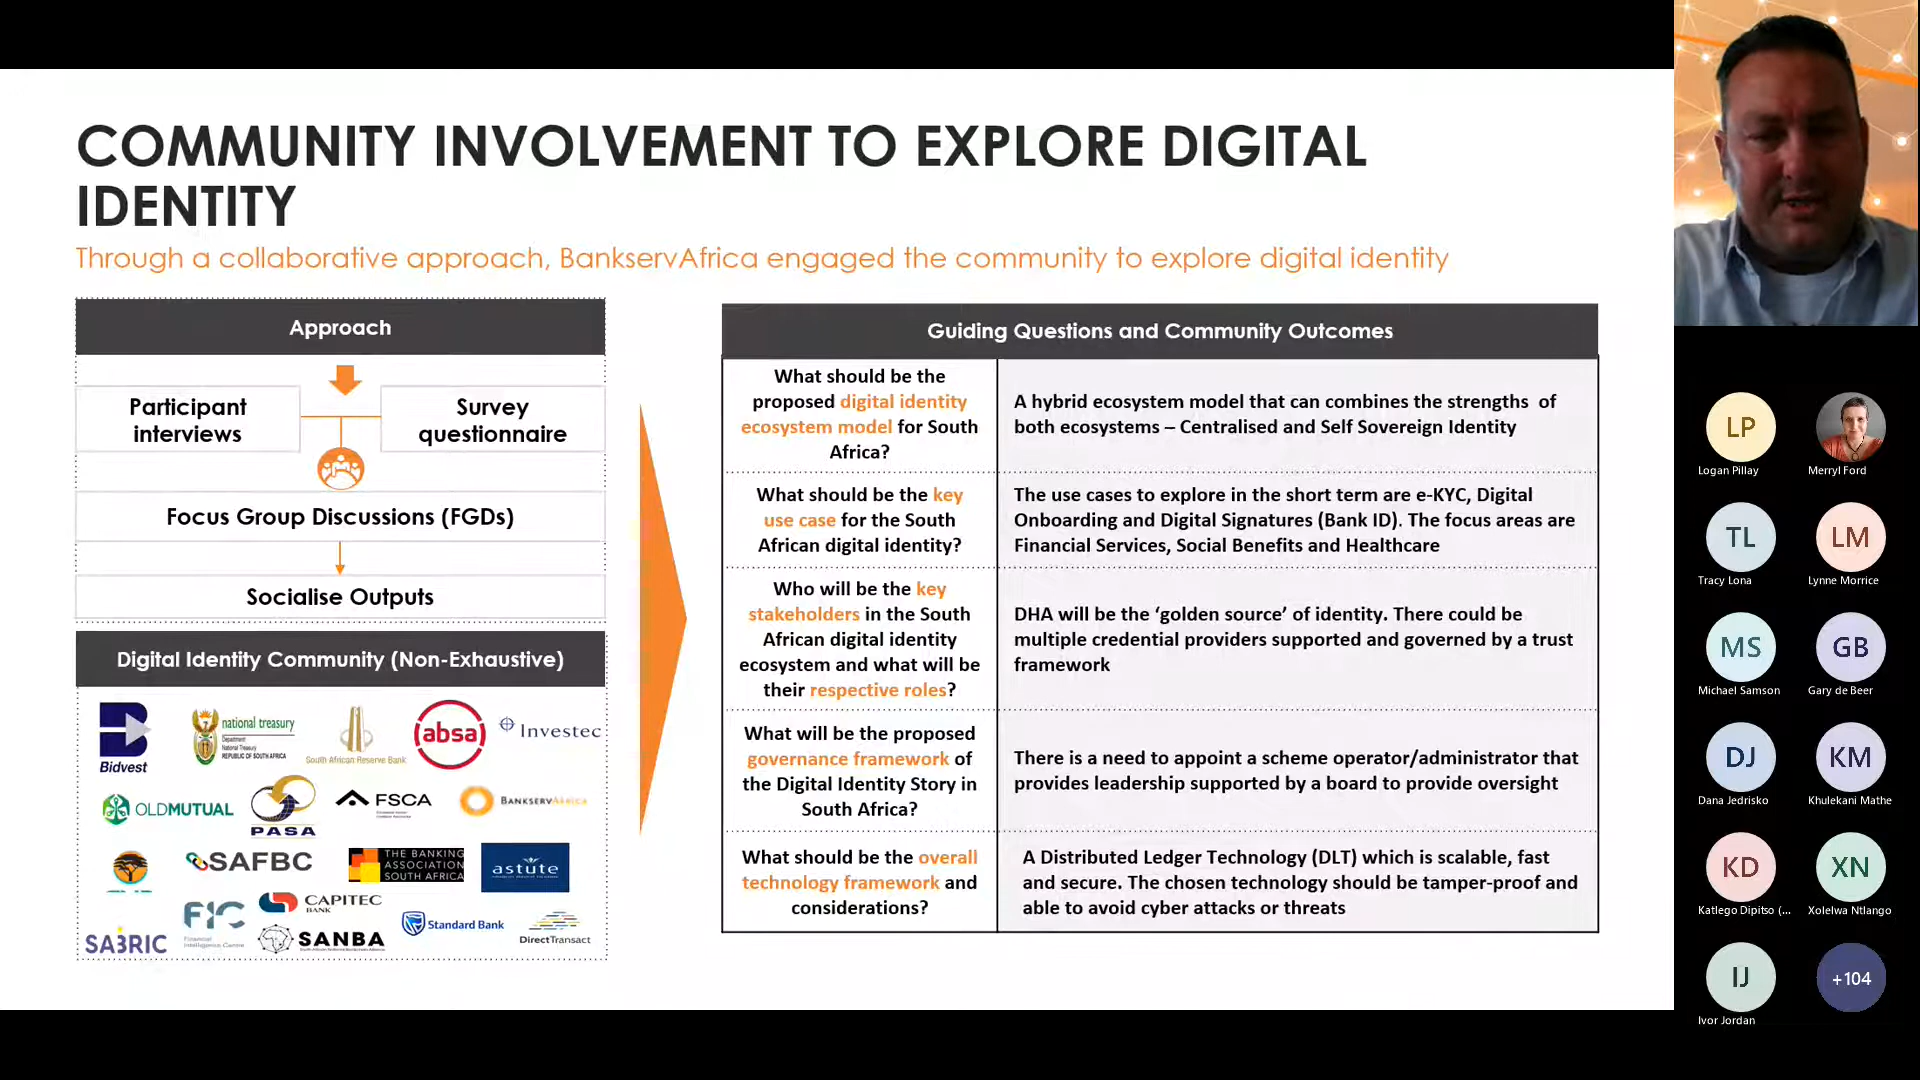 COMMUNITY INVOLVEMENT TO EXPLORE DIGITAL
IDENTITY
Through a collaborative approach, BankservAfrica engaged the community to explore digital identity
Approach
Participant
interviews
Survey
questionnaire
Focus Group Discussions (FGDs)
Socialise Outputs
Digital Identity Community (Non-Exhaustive)
Bidvest
national treasury
Department:
National Treasury
REPUBLIC OF SOUTH AFRICA
South African Reserve Bank
absa
Investec
OLDMUTUAL
PASA
FSCA
BANKSERVAFRICA
SAFBC
THE BANKING
ASSOCIATION
SOUTH AFRICA
astute
SABRIC
FIC
Financial
Intelligence Centre
CAPITEC
BANK
SANBA
Standard Bank
DirectTransact
Guiding Questions and Community Outcomes
What should be the
proposed digital identity
ecosystem model for South
Africa?
A hybrid ecosystem model that can combines the strengths of
both ecosystems – Centralised and Self Sovereign Identity
What should be the key
use case for the South
African digital identity?
The use cases to explore in the short term are e-KYC, Digital
Onboarding and Digital Signatures (Bank ID). The focus areas are
Financial Services, Social Benefits and Healthcare
Who will be the key
stakeholders in the South
African digital identity
ecosystem and what will be
their respective roles?
DHA will be the ‘golden source’ of identity. There could be
multiple credential providers supported and governed by a trust
framework
What will be the proposed
governance framework of
the Digital Identity Story in
South Africa?
There is a need to appoint a scheme operator/administrator that
provides leadership supported by a board to provide oversight
What should be the overall
technology framework and
considerations?
A Distributed Ledger Technology (DLT) which is scalable, fast
and secure. The chosen technology should be tamper-proof and
able to avoid cyber attacks or threats
LP
Logan Pillay
Merryl Ford
TL
Tracy Lona
LM
Lynne Morrice
MS
Michael Samson
GB
Gary de Beer
DJ
Dana Jedrisko
KM
Khulekani Mathe
KD
Katlego Dipitso (...
XN
Xolelwa Ntlango
IJ
Ivor Jordan
+104